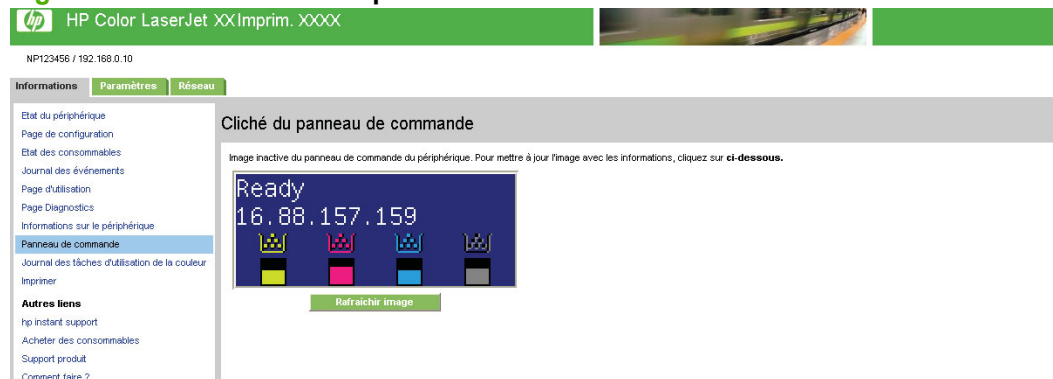 hp
HP Color LaserJet XXImprim. XXXX
NP123456 / 192.168.0.10
Informations
Paramètres
Réseau
Etat du périphérique
Page de configuration
Etat des consommables
Journal des événements
Page d'utilisation
Page Diagnostics
Informations sur le périphérique
Panneau de commande
Journal des tâches d'utilisation de la couleur
Imprimer
Autres liens
hp instant support
Acheter des consommables
Support produit
Comment faire ?
Cliché du panneau de commande
Image inactive du panneau de commande du périphérique. Pour mettre à jour l'image avec les informations, cliquez sur ci-dessous.
Ready
16.88.157.159
Rafraichir image